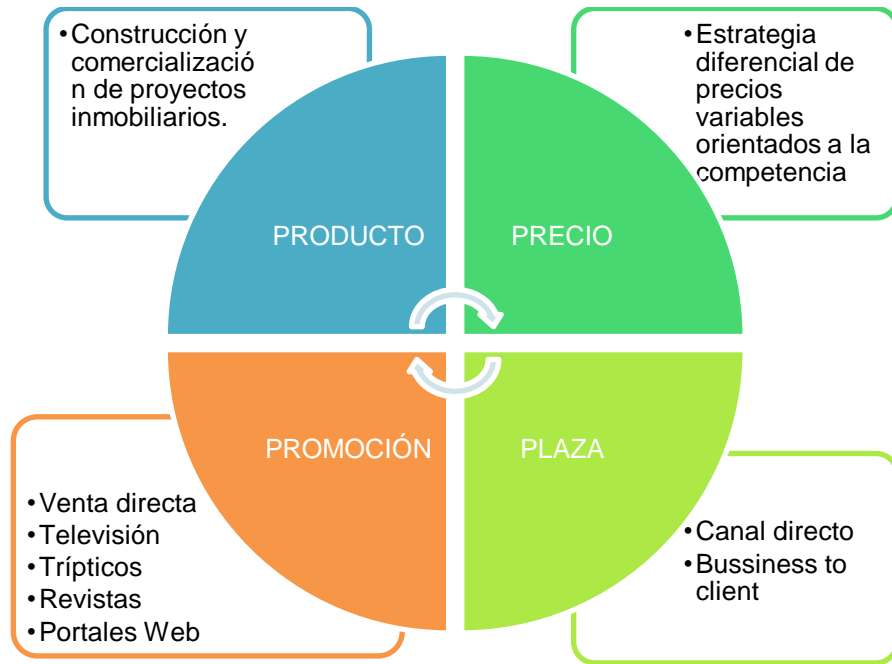 •Construcción y
comercializació
n de proyectos
inmobiliarios.
•Estrategia
diferencial de
precios
variables
orientados a la
competencia
PRODUCTO
PRECIO
PROMOCIÓN
PLAZA
•Venta directa
•Televisión
•Trípticos
•Revistas
•Portales Web
•Canal directo
•Bussiness to
client